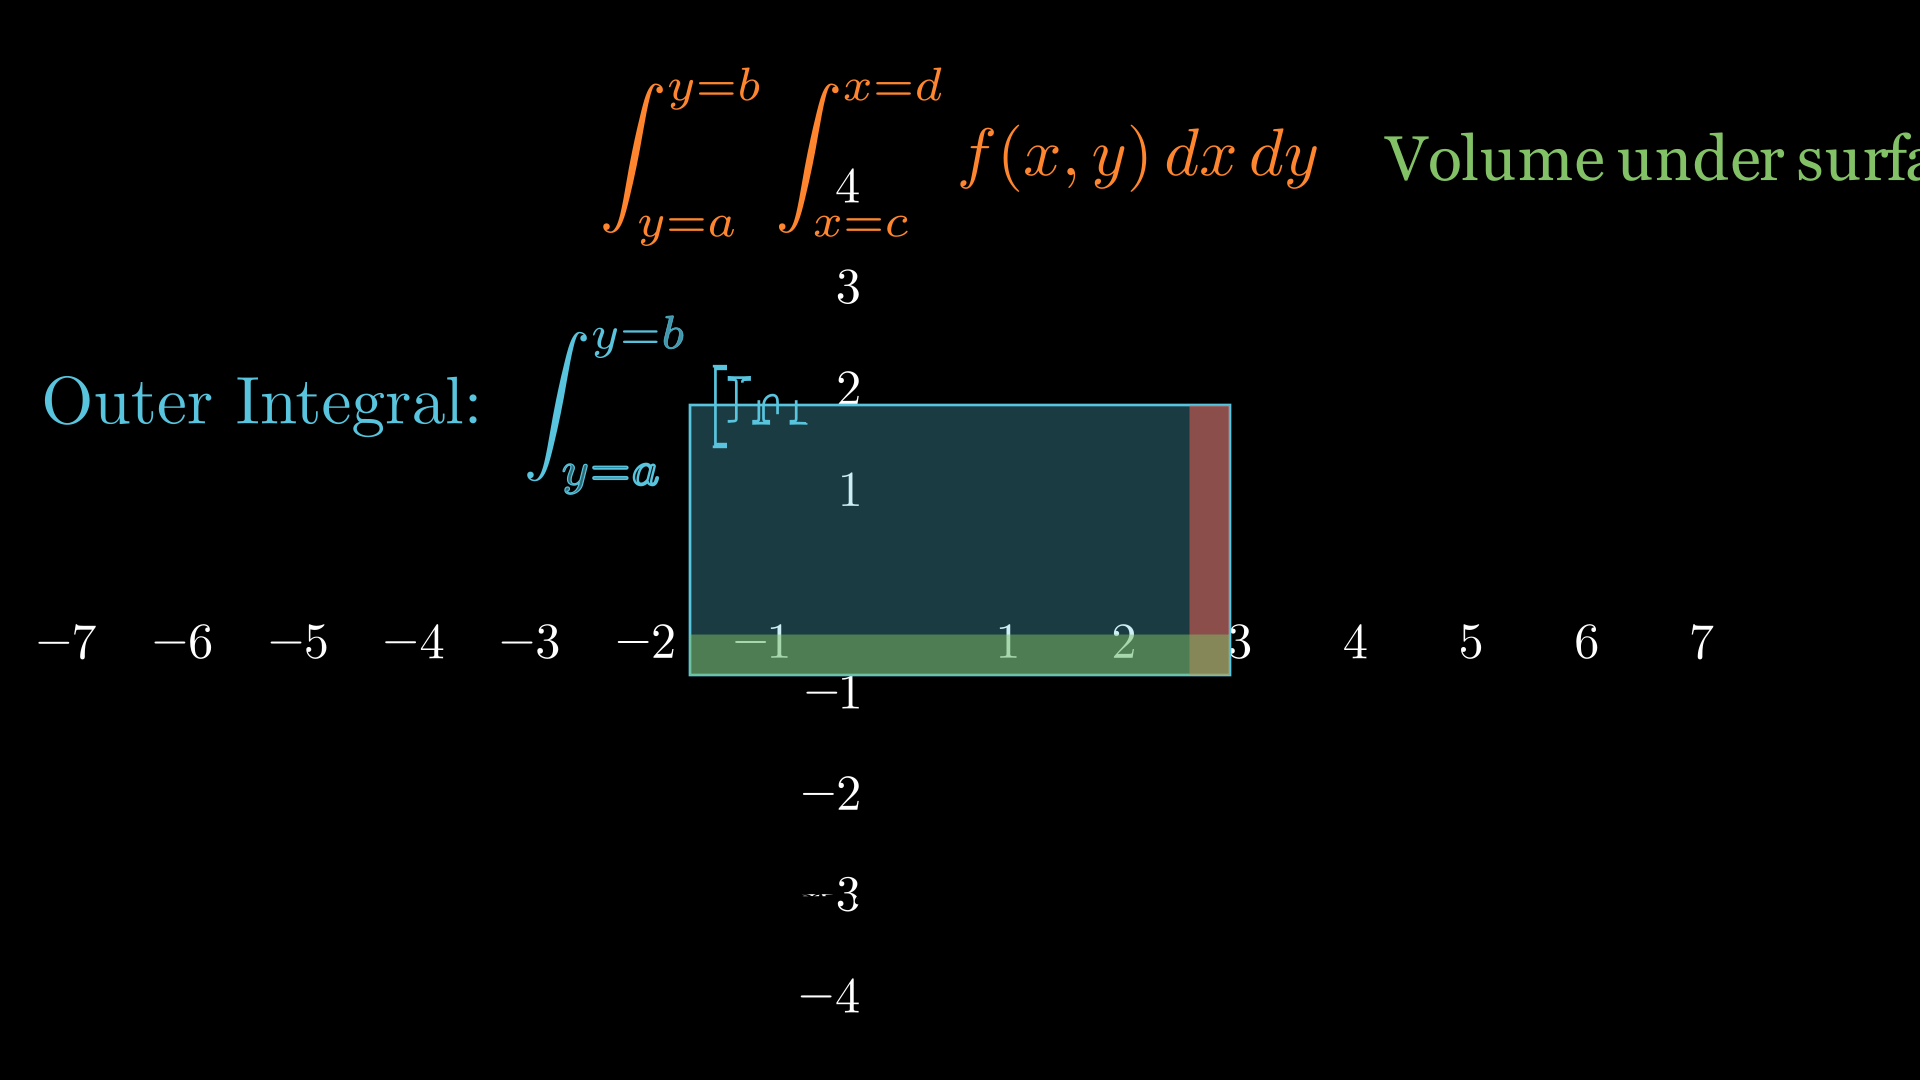 ∫_{y=a}^{y=b} ∫_{x=c}^{x=d} f(x, y) dx dy Volume under
4
3
Outer Integral: ∫_{y=a}^{y=b} [
2
1
−7 −6 −5 −4 −3 −2 −1 1 2 3 4 5 6 7
−1
−2
−3
−4